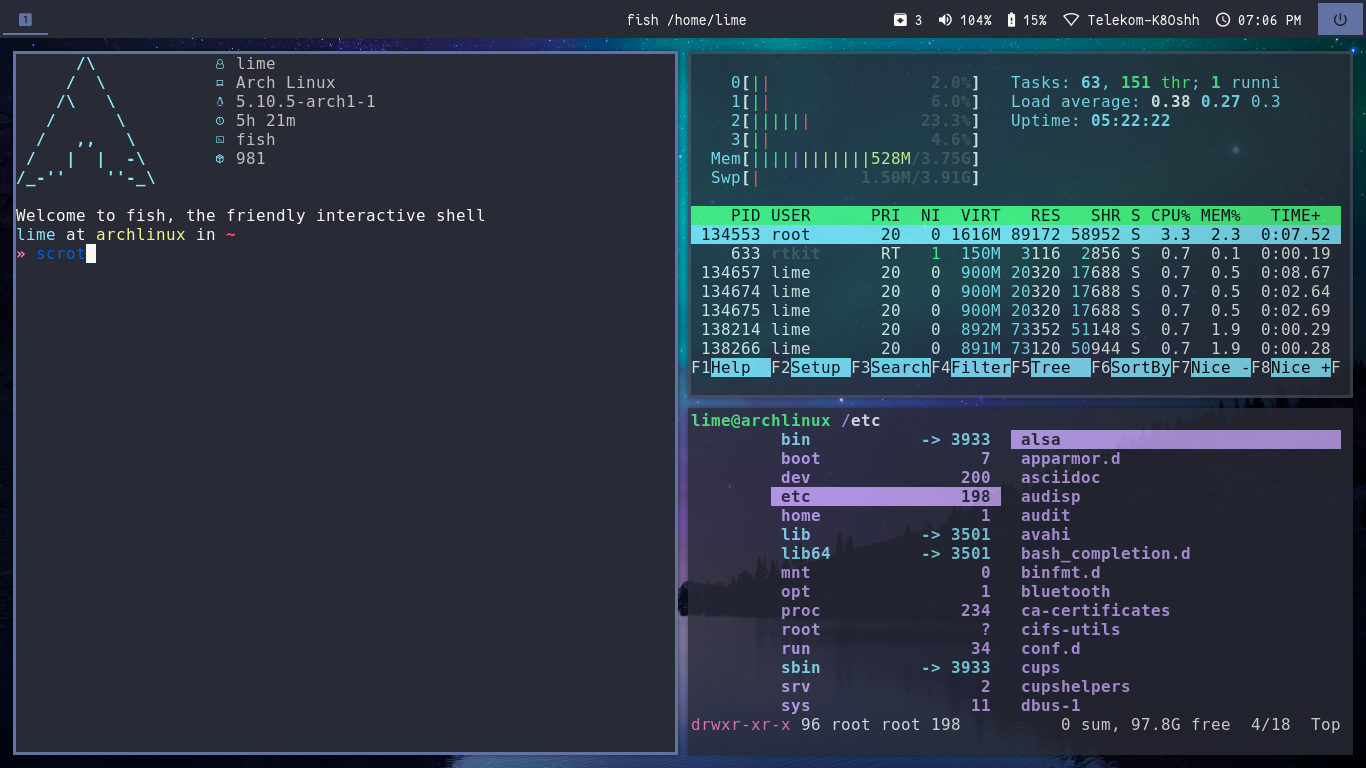 1
fish /home/lime
3 104% 15% Telekom-K8Oshh 07:06 PM
/\
/  \
/\   \
/      \
/   ,,   \
/   |  |  -\
/_-''    ''-_\
lime
Arch Linux
5.10.5-arch1-1
5h 21m
fish
981
Welcome to fish, the friendly interactive shell
lime at archlinux in ~
» scrot
0[|| 2.0%]
1[|| 6.0%]
2[|||||| 23.3%]
3[|| 4.6%]
Mem[||||||||||||528M/3.75G]
Swp[| 1.50M/3.91G]
Tasks: 63, 151 thr; 1 runni
Load average: 0.38 0.27 0.3
Uptime: 05:22:22
PID USER PRI NI VIRT RES SHR S CPU% MEM% TIME+
134553 root 20 0 1616M 89172 58952 S 3.3 2.3 0:07.52
633 rtkit RT 1 150M 3116 2856 S 0.7 0.1 0:00.19
134657 lime 20 0 900M 20320 17688 S 0.7 0.5 0:08.67
134674 lime 20 0 900M 20320 17688 S 0.7 0.5 0:02.64
134675 lime 20 0 900M 20320 17688 S 0.7 0.5 0:02.69
138214 lime 20 0 892M 73352 51148 S 0.7 1.9 0:00.29
138266 lime 20 0 891M 73120 50944 S 0.7 1.9 0:00.28
F1Help F2Setup F3SearchF4FilterF5Tree F6SortByF7Nice -F8Nice +F
lime@archlinux /etc
bin -> 3933 alsa
boot 7 apparmor.d
dev 200 asciidoc
etc 198 audisp
home 1 audit
lib -> 3501 avahi
lib64 -> 3501 bash_completion.d
mnt 0 binfmt.d
opt 1 bluetooth
proc 234 ca-certificates
root ? cifs-utils
run 34 conf.d
sbin -> 3933 cups
srv 2 cupshelpers
sys 11 dbus-1
drwxr-xr-x 96 root root 198 0 sum, 97.8G free 4/18 Top